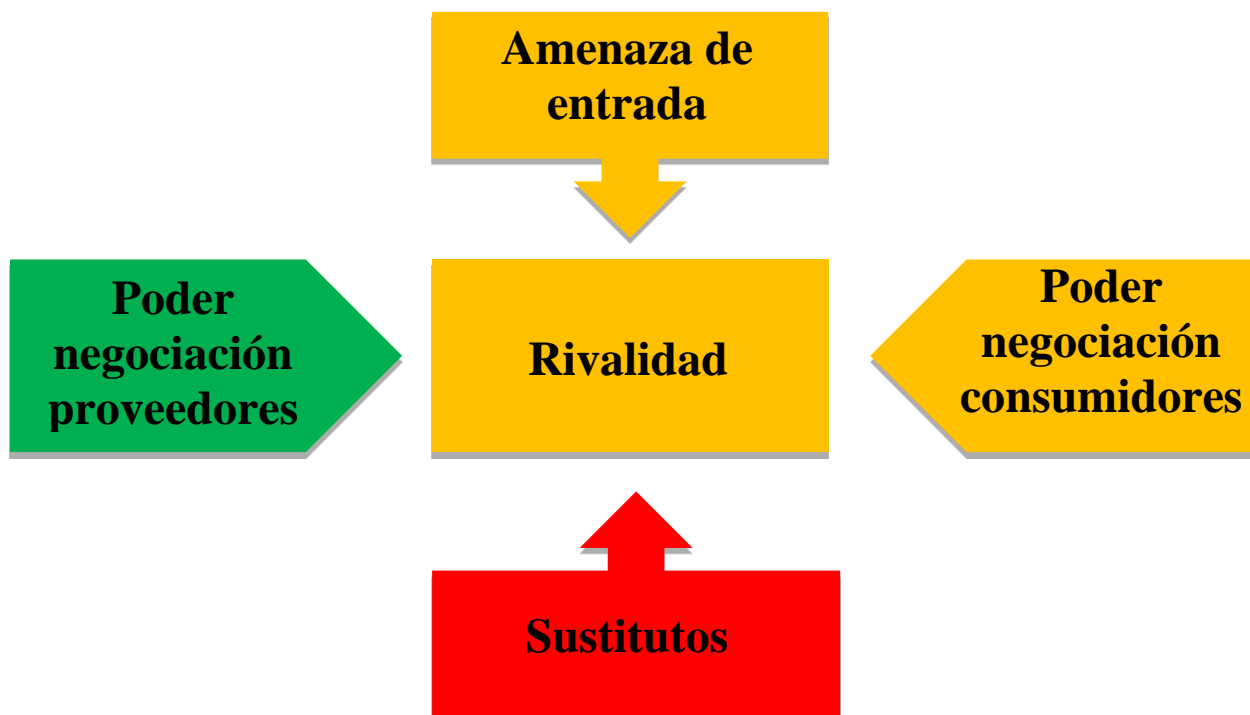 Amenaza de
entrada
Poder
negociación
proveedores
Rivalidad
Poder
negociación
consumidores
Sustitutos